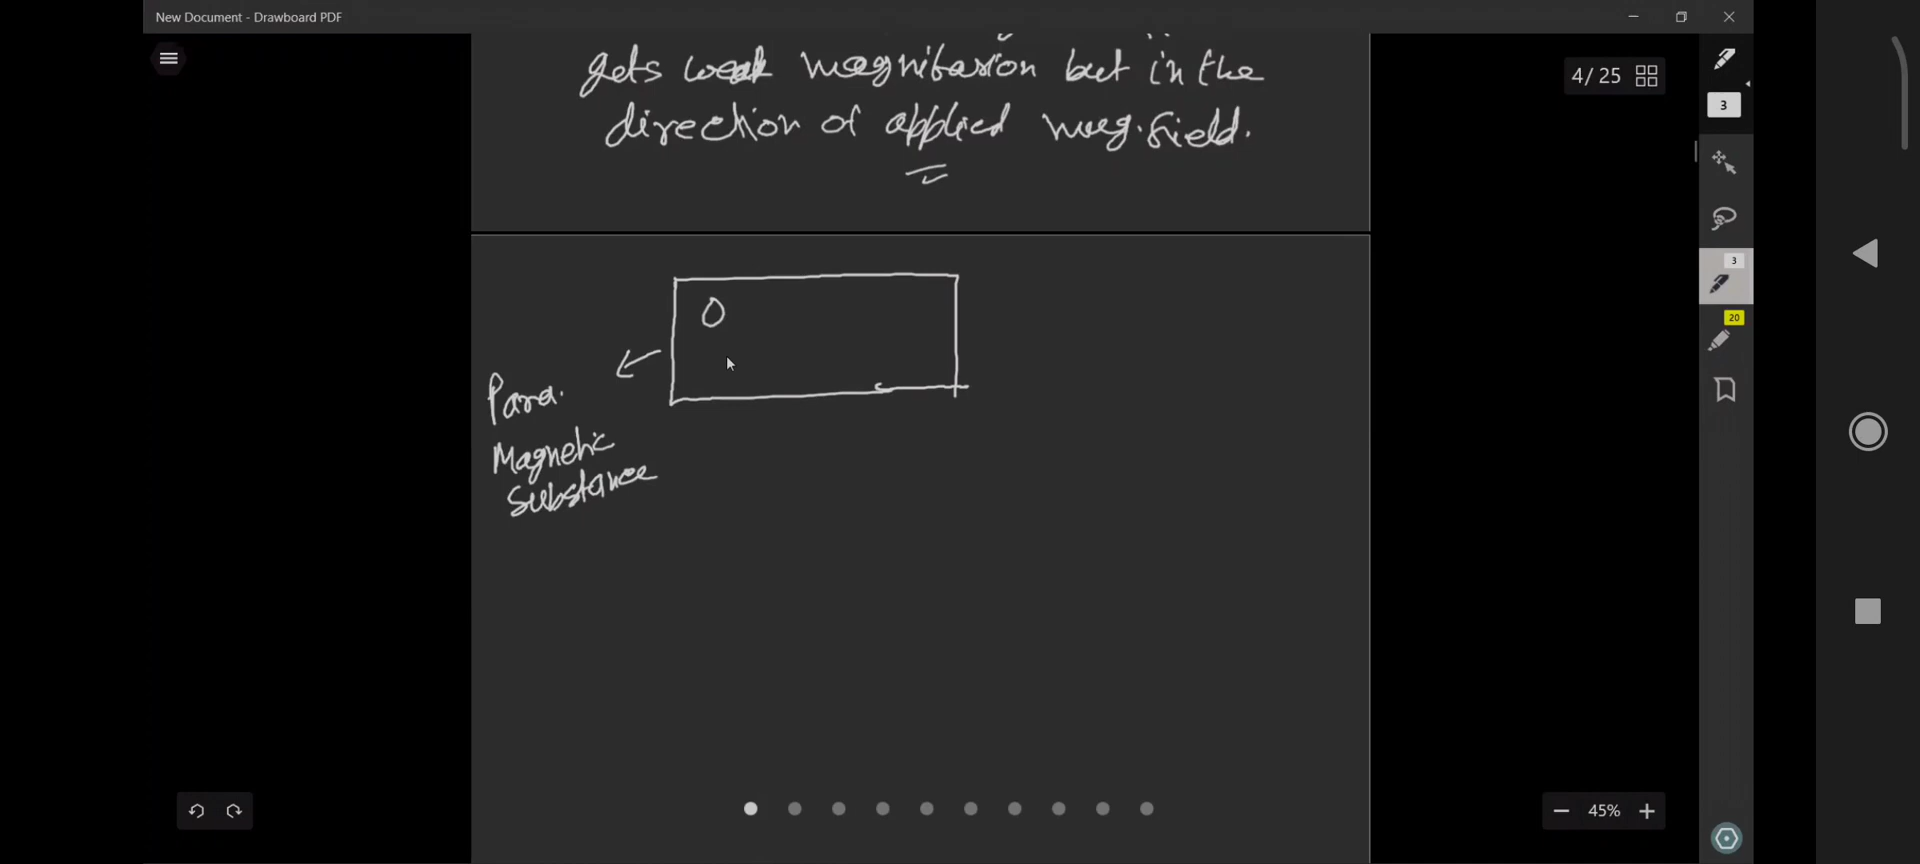 New Document - Drawboard PDF
gets weak magnitasion but in the
direction of applied mag. field.
4/ 25
3
3
20
O
Para.
Magnetic
Substance
45%